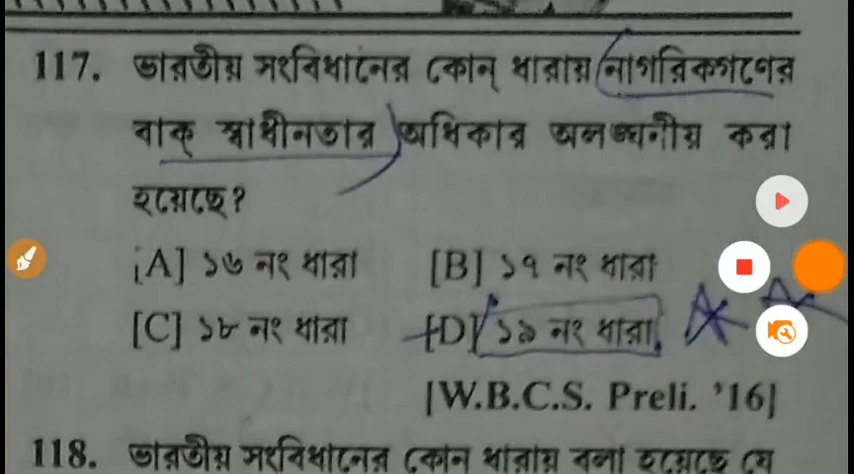 117. ভারতীয় সংবিধানের কোন্ ধারায় নাগরিকগণের
বাক্ স্বাধীনতার অধিকার অলঙ্ঘনীয় করা
হয়েছে?
[A] ১৬ নং ধারা [B] ১৭ নং ধারা
[C] ১৮ নং ধারা [D] ১৯ নং ধারা
[W.B.C.S. Preli. '16]
118. ভারতীয় সংবিধানের কোন ধারায় বলা হয়েছে যে